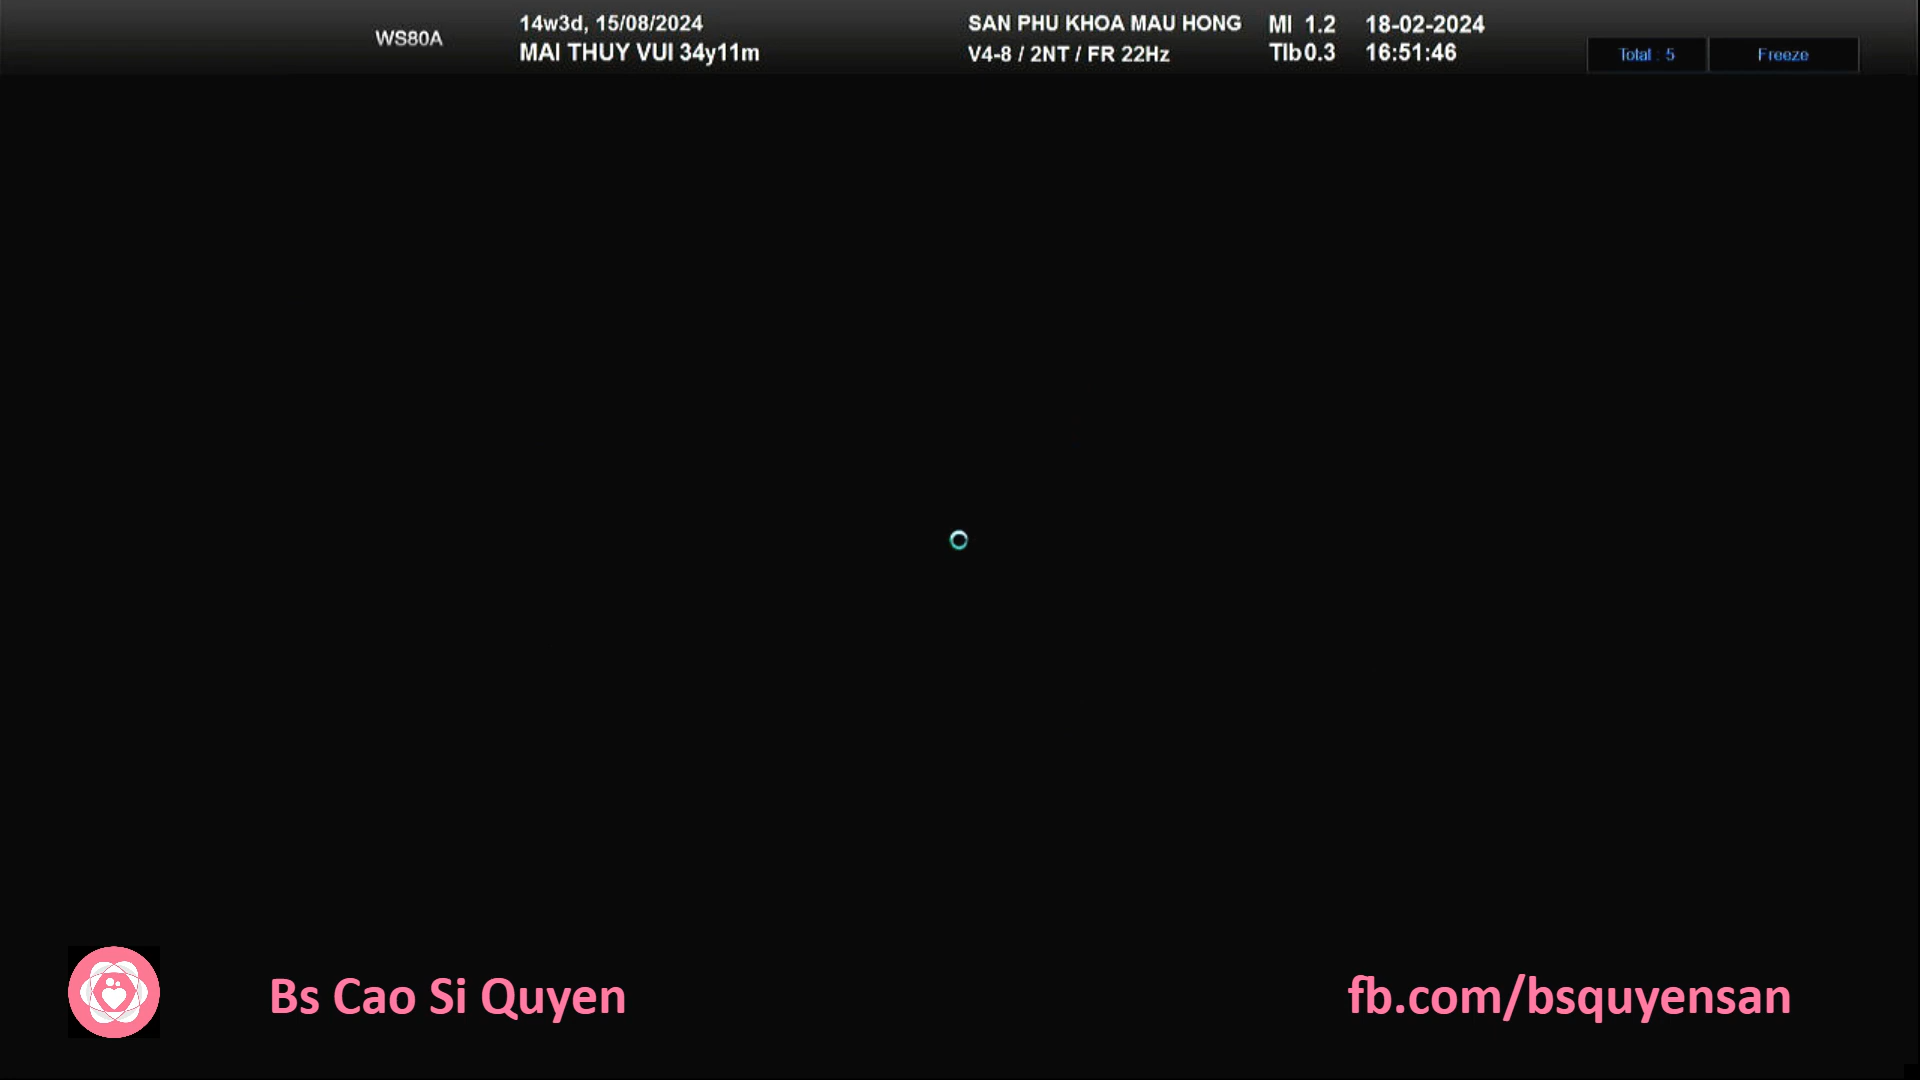 WS80A
14w3d, 15/08/2024
MAI THUY VUI 34y11m
SAN PHU KHOA MAU HONG
V4-8 / 2NT / FR 22Hz
MI 1.2
TIb 0.3
18-02-2024
16:51:46
Total : 5
Freeze
Bs Cao Si Quyen
fb.com/bsquyensan